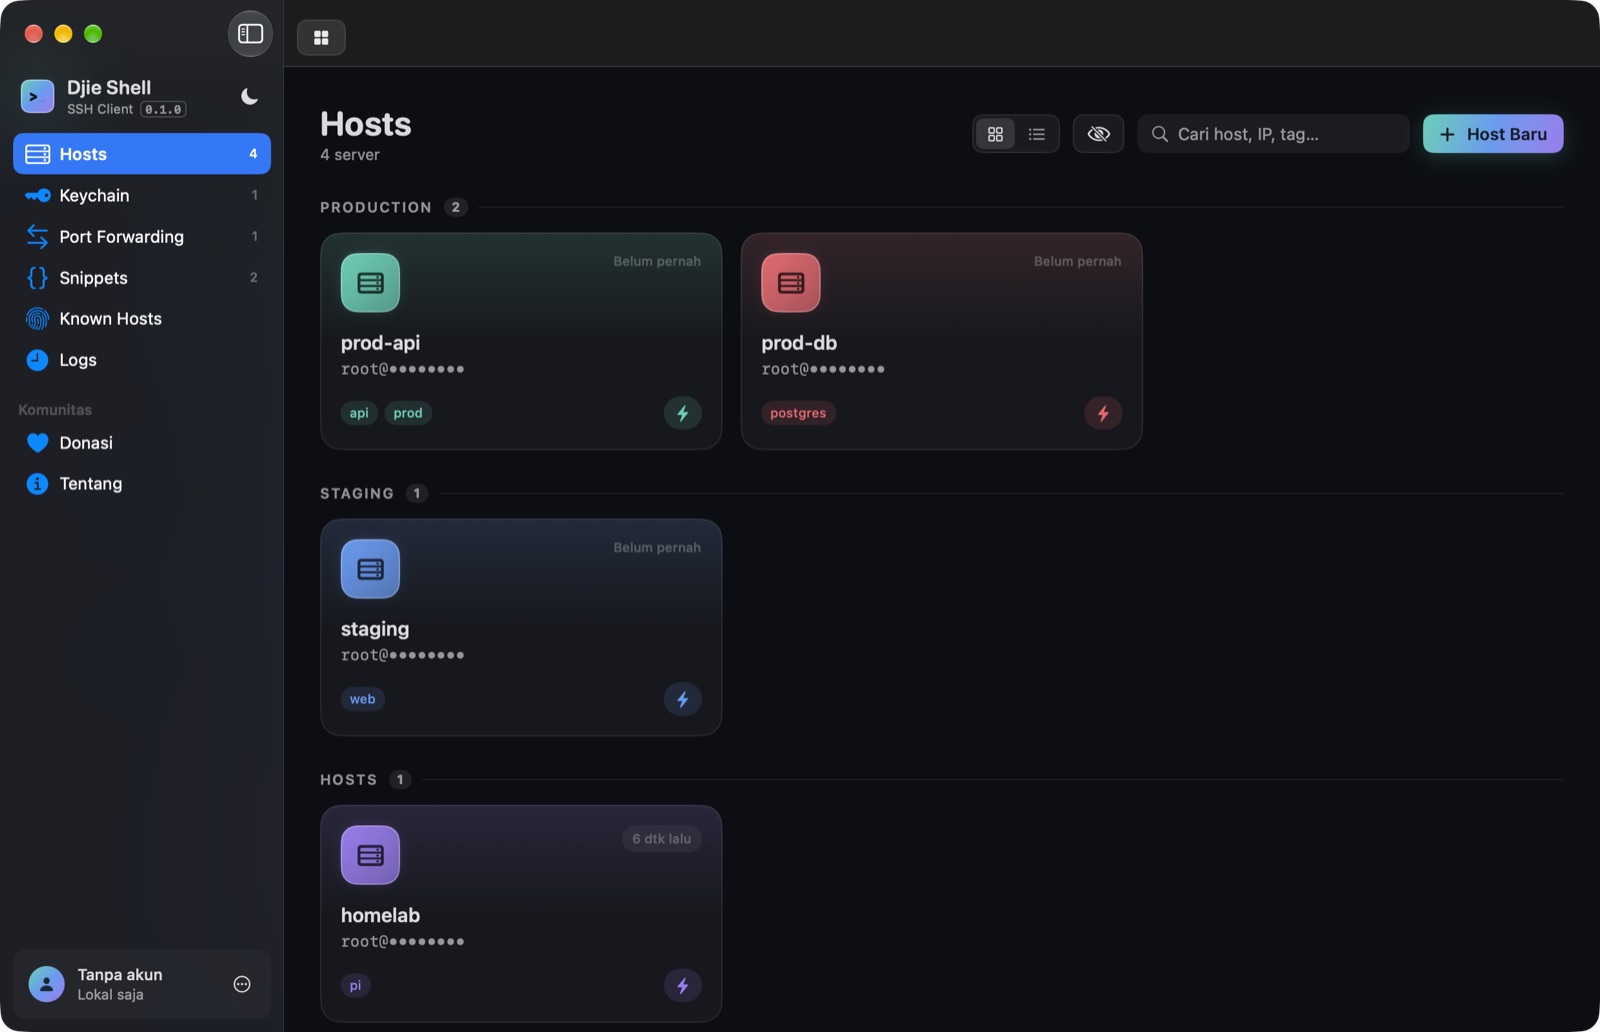 Djie Shell
SSH Client 0.1.0
Hosts 4
Keychain 1
Port Forwarding 1
Snippets 2
Known Hosts
Logs
Komunitas
Donasi
Tentang
Tanpa akun
Lokal saja
Hosts
4 server
Cari host, IP, tag...
+ Host Baru
PRODUCTION 2
Belum pernah
prod-api
root@••••••••
api prod
Belum pernah
prod-db
root@••••••••
postgres
STAGING 1
Belum pernah
staging
root@••••••••
web
HOSTS 1
6 dtk lalu
homelab
root@••••••••
pi